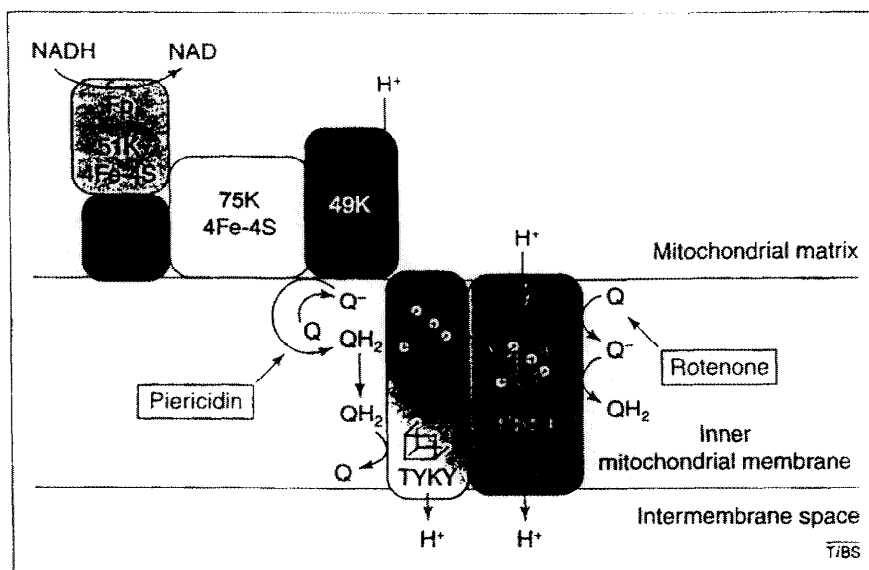 NADH
NAD
H⁺
51K
4Fe-4S
75K
4Fe-4S
49K
H⁺
Mitochondrial matrix
Q⁻
Q
QH₂
Piericidin
QH₂
Q
TYKY
Q
Q⁻
Rotenone
QH₂
Inner
mitochondrial membrane
H⁺
H⁺
Intermembrane space
TiBS